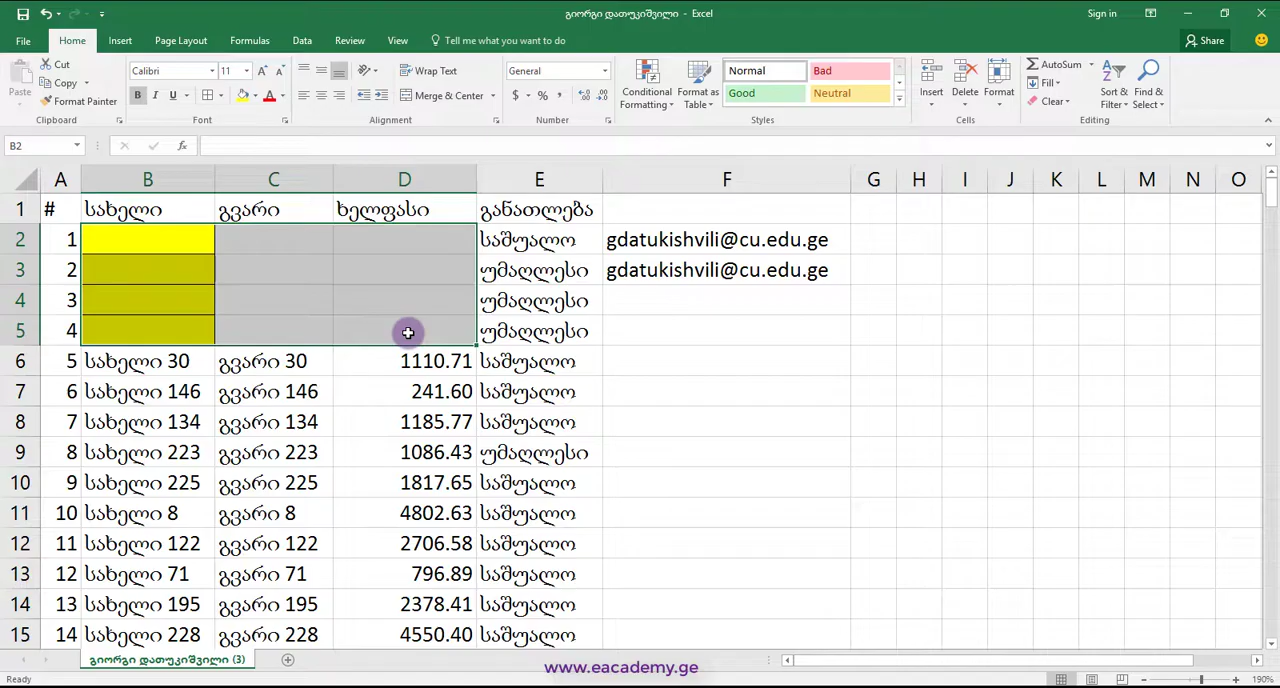 გიორგი დათუკიშვილი - Excel
Sign in
File Home Insert Page Layout Formulas Data Review View Tell me what you want to do Share
Paste
Cut
Copy
Format Painter
Clipboard
Calibri 11
B I U
Font
Wrap Text
Merge & Center
Alignment
General
$ % ,
Number
Conditional Formatting
Format as Table
Normal Bad
Good Neutral
Styles
Insert Delete Format
Cells
AutoSum
Fill
Clear
Sort & Filter
Find & Select
Editing
B2
fx
A B C D E F G H I J K L M N O
1 # სახელი გვარი ხელფასი განათლება
2 1 საშუალო gdatukishvili@cu.edu.ge
3 2 უმაღლესი gdatukishvili@cu.edu.ge
4 3 უმაღლესი
5 4 უმაღლესი
6 5 სახელი 30 გვარი 30 1110.71 საშუალო
7 6 სახელი 146 გვარი 146 241.60 საშუალო
8 7 სახელი 134 გვარი 134 1185.77 საშუალო
9 8 სახელი 223 გვარი 223 1086.43 უმაღლესი
10 9 სახელი 225 გვარი 225 1817.65 საშუალო
11 10 სახელი 8 გვარი 8 4802.63 საშუალო
12 11 სახელი 122 გვარი 122 2706.58 საშუალო
13 12 სახელი 71 გვარი 71 796.89 საშუალო
14 13 სახელი 195 გვარი 195 2378.41 საშუალო
15 14 სახელი 228 გვარი 228 4550.40 საშუალო
გიორგი დათუკიშვილი (3)
www.eacademy.ge
Ready
190%